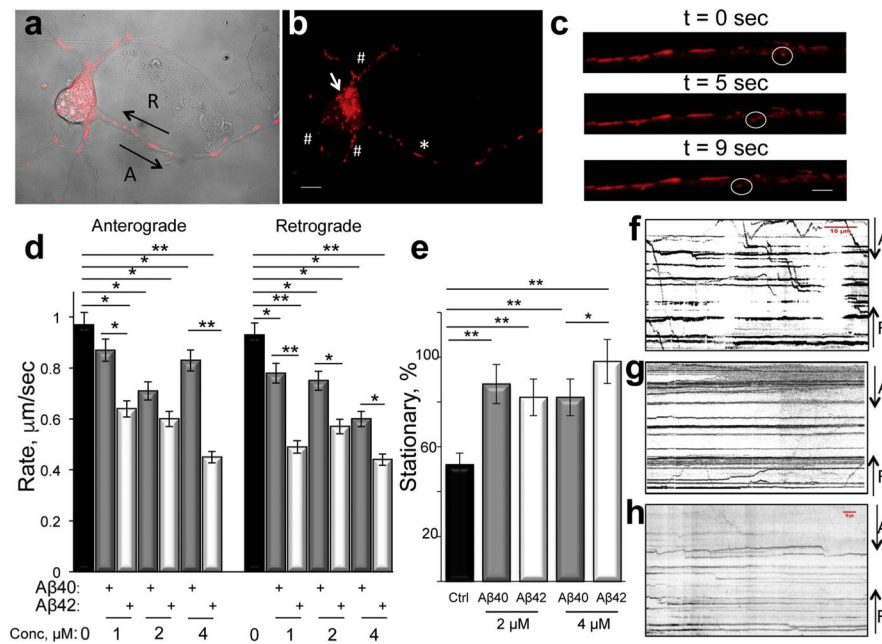 a
R
A
b
#
#
#
*
c
t = 0 sec
t = 5 sec
t = 9 sec
d
Anterograde
Retrograde
**
*
*
*
*
*
**
**
*
*
*
**
*
**
*
*
1
0.8
0.6
0.4
0.2
0
Rate, μm/sec
Aβ40: + + + + + +
Aβ42: + + + + + +
Conc, μM: 0 1 2 4 0 1 2 4
e
**
**
**
**
*
100
60
20
Stationary, %
Ctrl Aβ40 Aβ42 Aβ40 Aβ42
2 μM 4 μM
f
10 μm
A
g
A
h
A